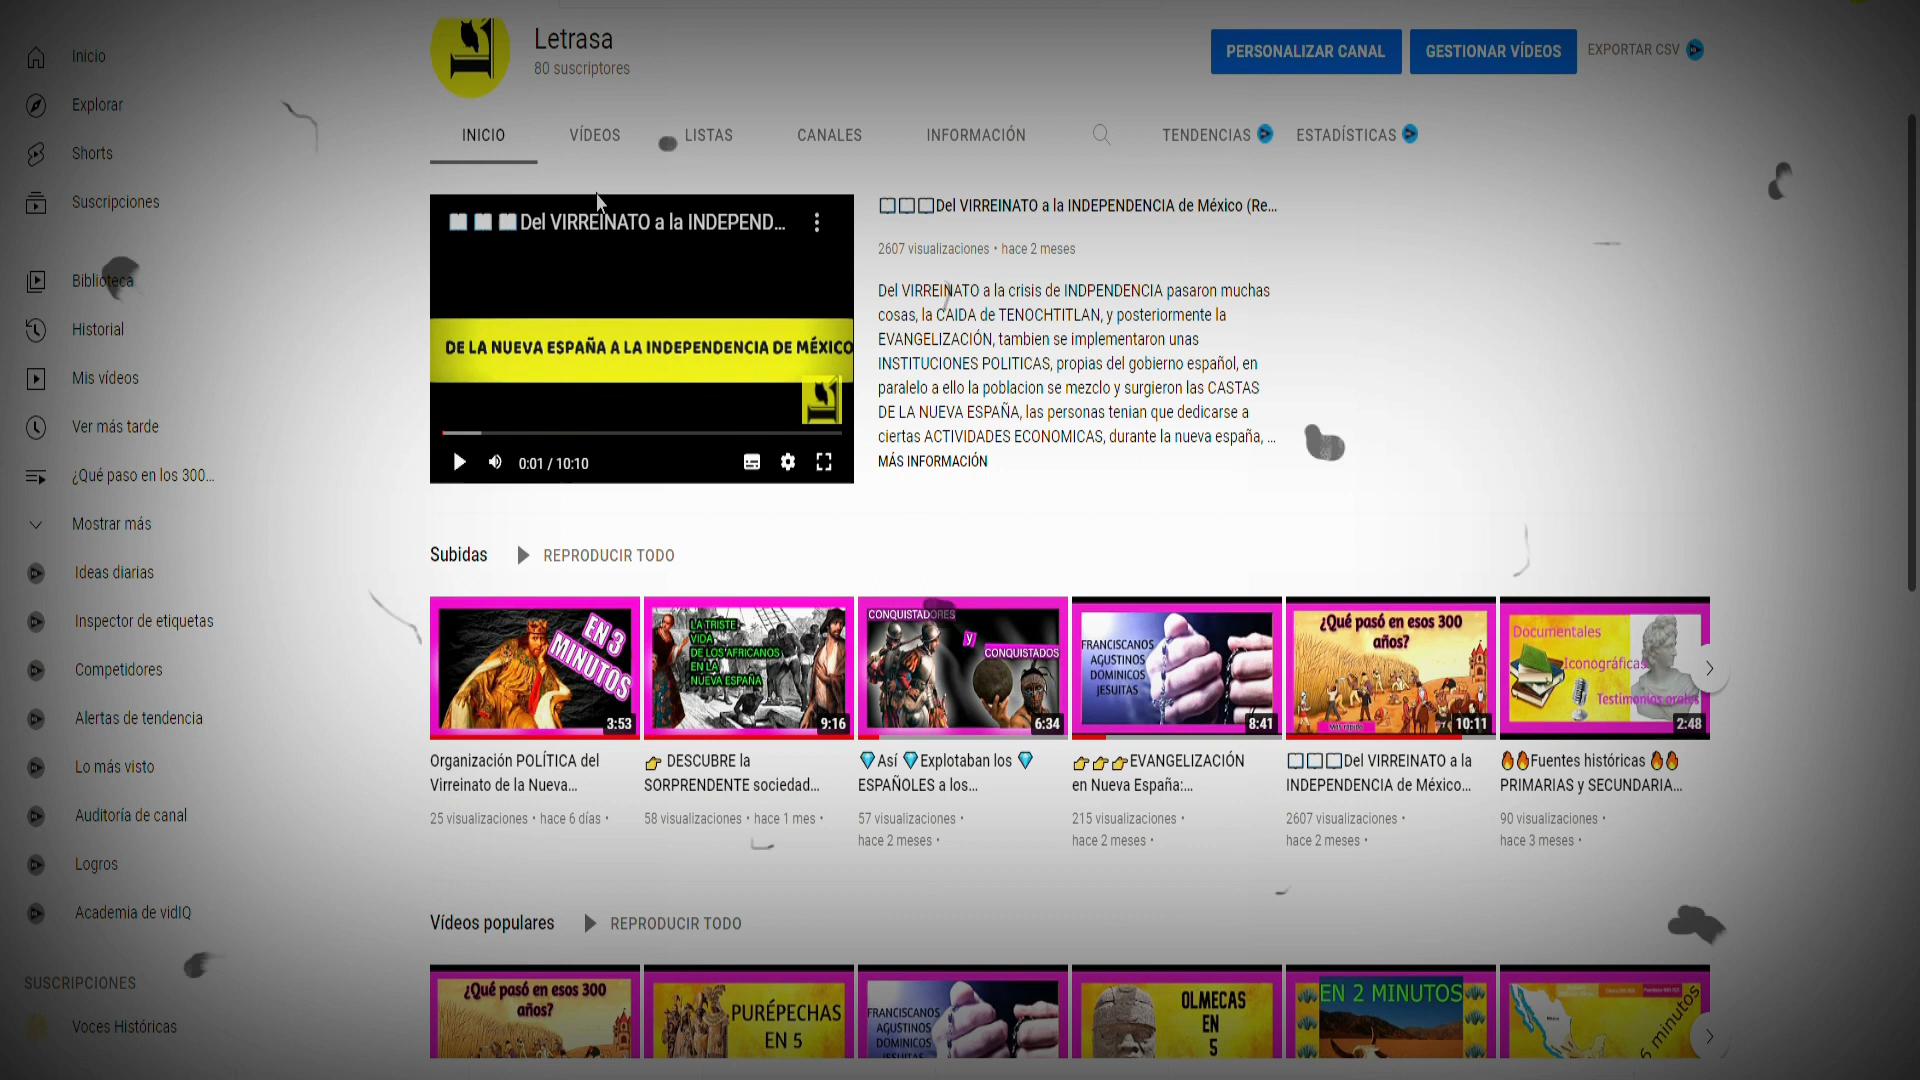 Letrasa
80 suscriptores
PERSONALIZAR CANAL
GESTIONAR VÍDEOS
EXPORTAR CSV
INICIO
VÍDEOS
LISTAS
CANALES
INFORMACIÓN
TENDENCIAS
ESTADÍSTICAS
Inicio
Explorar
Shorts
Suscripciones
Biblioteca
Historial
Mis vídeos
Ver más tarde
¿Qué paso en los 300...
Mostrar más
Ideas diarias
Inspector de etiquetas
Competidores
Alertas de tendencia
Lo más visto
Auditoría de canal
Logros
Academia de vidIQ
SUSCRIPCIONES
Voces Históricas
Del VIRREINATO a la INDEPEND...
DE LA NUEVA ESPAÑA A LA INDEPENDENCIA DE MÉXICO
0:01 / 10:10
Del VIRREINATO a la INDEPENDENCIA de México (Re...
2607 visualizaciones • hace 2 meses
Del VIRREINATO a la crisis de INDPENDENCIA pasaron muchas
cosas, la CAIDA de TENOCHTITLAN, y posteriormente la
EVANGELIZACIÓN, tambien se implementaron unas
INSTITUCIONES POLITICAS, propias del gobierno español, en
paralelo a ello la poblacion se mezclo y surgieron las CASTAS
DE LA NUEVA ESPAÑA, las personas tenian que dedicarse a
ciertas ACTIVIDADES ECONOMICAS, durante la nueva españa, ...
MÁS INFORMACIÓN
Subidas
REPRODUCIR TODO
EN 3
MINUTOS
3:53
Organización POLÍTICA del
Virreinato de la Nueva...
25 visualizaciones • hace 6 días •
LA TRISTE
VIDA
DE LOS AFRICANOS
EN LA
NUEVA ESPAÑA
9:16
👉 DESCUBRE la
SORPRENDENTE sociedad...
58 visualizaciones • hace 1 mes •
CONQUISTADORES
y
CONQUISTADOS
6:34
💎Así 💎Explotaban los 💎
ESPAÑOLES a los...
57 visualizaciones •
hace 2 meses •
FRANCISCANOS
AGUSTINOS
DOMINICOS
JESUITAS
8:41
👉👉👉EVANGELIZACIÓN
en Nueva España:...
215 visualizaciones •
hace 2 meses •
¿Qué pasó en esos 300
años?
10:11
Del VIRREINATO a la
INDEPENDENCIA de México...
2607 visualizaciones •
hace 2 meses •
Documentales
Iconográficas
Testimonios orales
2:48
🔥🔥Fuentes históricas 🔥🔥
PRIMARIAS y SECUNDARIA...
90 visualizaciones •
hace 3 meses •
Vídeos populares
REPRODUCIR TODO
¿Qué pasó en esos 300
años?
PURÉPECHAS
EN 5
FRANCISCANOS
AGUSTINOS
DOMINICOS
JESUITAS
OLMECAS
EN
5
EN 2 MINUTOS
5 minutos